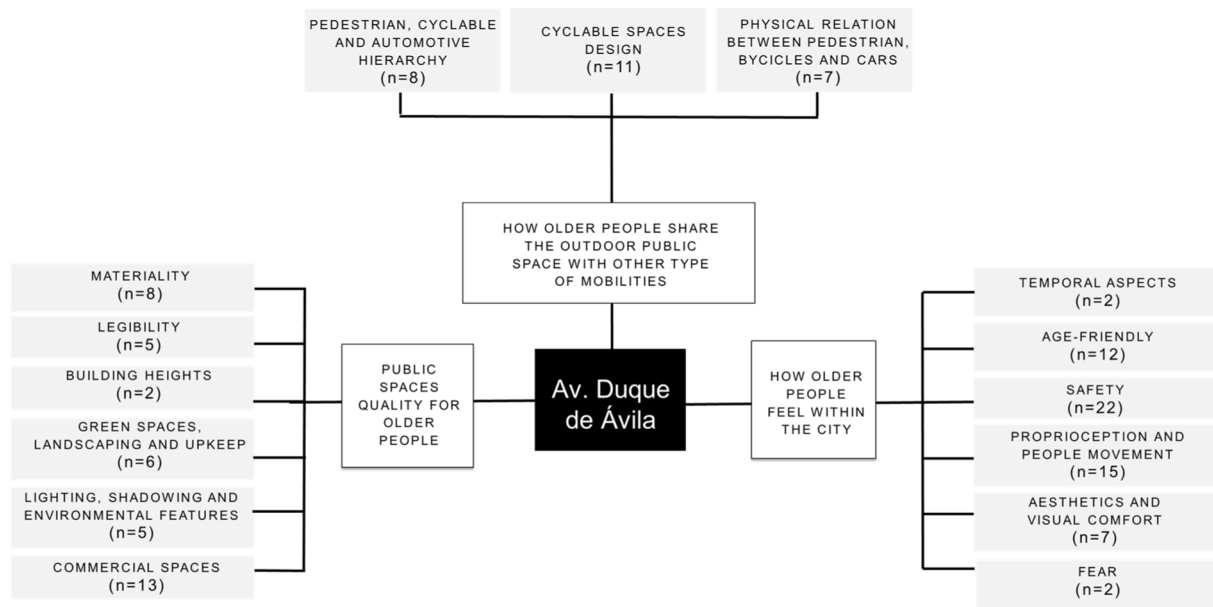 PEDESTRIAN, CYCLABLE
AND AUTOMOTIVE
HIERARCHY
(n=8)
CYCLABLE SPACES
DESIGN
(n=11)
PHYSICAL RELATION
BETWEEN PEDESTRIAN,
BYCICLES AND CARS
(n=7)
HOW OLDER PEOPLE SHARE
THE OUTDOOR PUBLIC
SPACE WITH OTHER TYPE
OF MOBILITIES
MATERIALITY
(n=8)
LEGIBILITY
(n=5)
BUILDING HEIGHTS
(n=2)
GREEN SPACES,
LANDSCAPING AND UPKEEP
(n=6)
LIGHTING, SHADOWING AND
ENVIRONMENTAL FEATURES
(n=5)
COMMERCIAL SPACES
(n=13)
PUBLIC
SPACES
QUALITY FOR
OLDER
PEOPLE
Av. Duque
de Ávila
HOW OLDER
PEOPLE
FEEL WITHIN
THE CITY
TEMPORAL ASPECTS
(n=2)
AGE-FRIENDLY
(n=12)
SAFETY
(n=22)
PROPRIOCEPTION AND
PEOPLE MOVEMENT
(n=15)
AESTHETICS AND
VISUAL COMFORT
(n=7)
FEAR
(n=2)